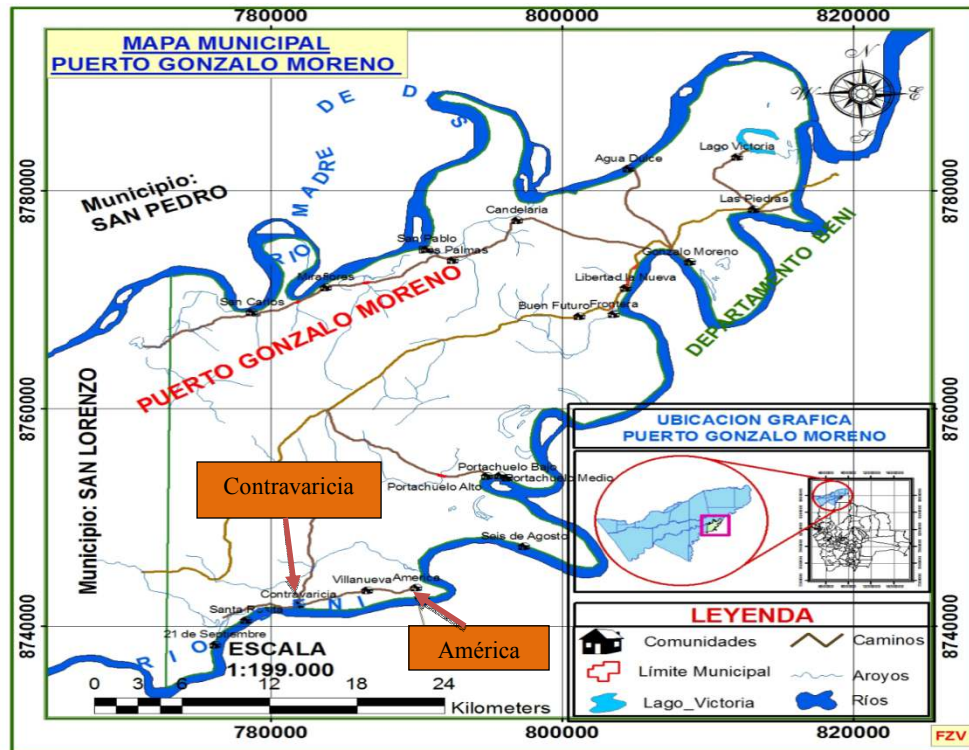 780000
800000
820000
MAPA MUNICIPAL
PUERTO GONZALO MORENO
N
W
E
S
RIO MADRE DE DIOS
Municipio:
SAN PEDRO
8780000
8780000
Lago Victoria
Agua Dulce
Las Piedras
Candelaria
San Pablo
Las Palmas
Gonzalo Moreno
Miraflores
Libertad la Nueva
San Carlos
Buen Futuro
Frontera
DEPARTAMENTO BENI
PUERTO GONZALO MORENO
8760000
8760000
Municipio: SAN LORENZO
UBICACION GRAFICA
PUERTO GONZALO MORENO
Contravaricia
Portachuelo Bajo
Portachuelo Medio
Portachuelo Alto
Seis de Agosto
Villanueva
America
Contravaricia
Santa Rosita
21 de Septiembre
RIO BENI
América
8740000
8740000
ESCALA
1:199.000
0 3 6 12 18 24
Kilometers
LEYENDA
Comunidades
Caminos
Límite Municipal
Arroyos
Lago_Victoria
Ríos
780000
800000
820000
FZV